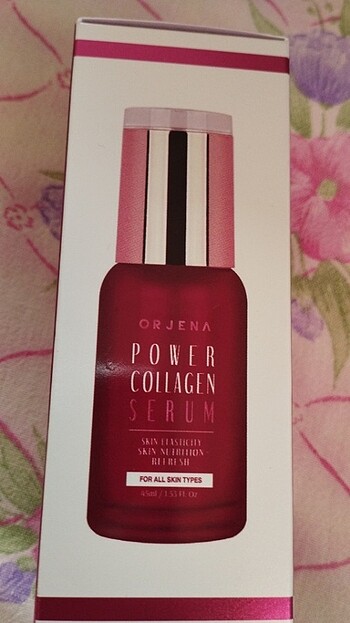 ORJENA
POWER
COLLAGEN
SERUM
SKIN ELASTICITY
SKIN NUTRITION
REFRESH
FOR ALL SKIN TYPES
45ml / 1.55 Fl. Oz